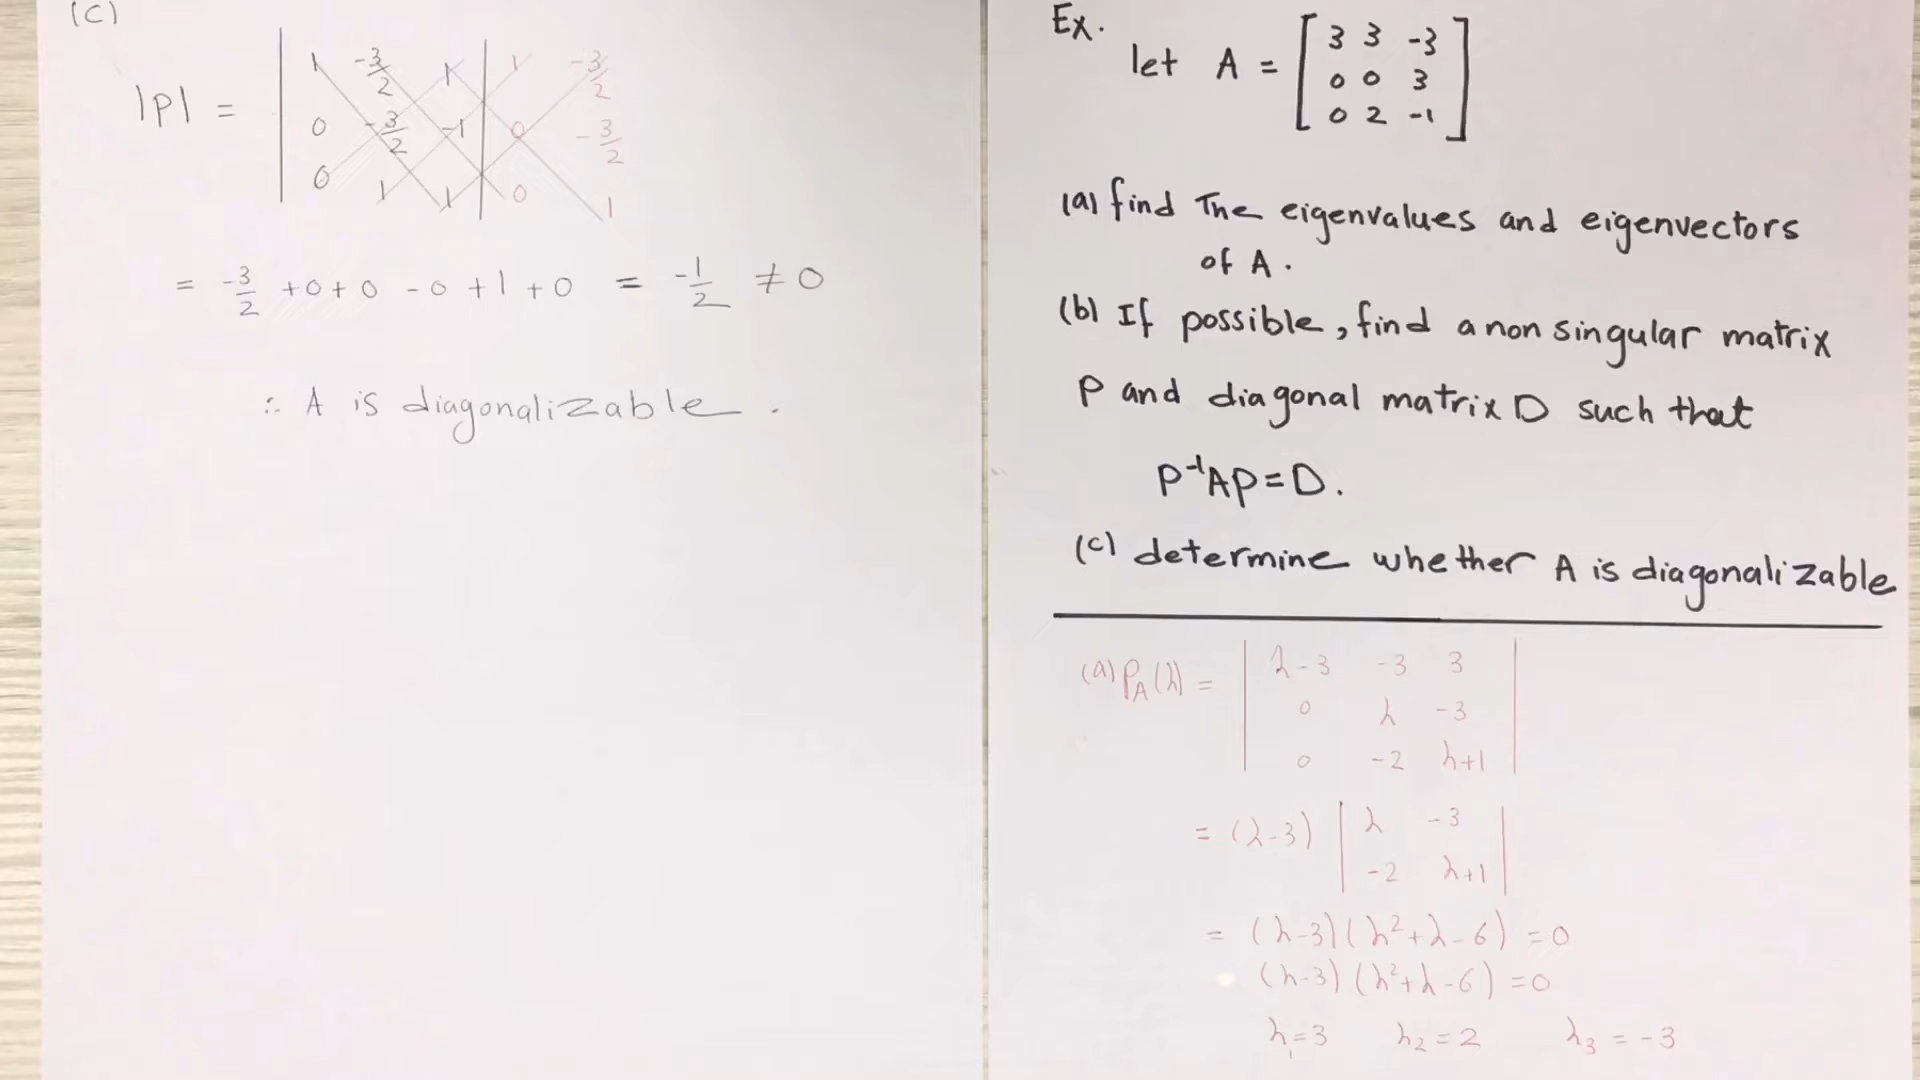 (c)
|P| = | 1 -3/2 1 | 1 -3/2
0 -3/2 -1 | 0 -3/2
0 1 1 | 0 1
= -3/2 +0+0 -0 +1 +0 = -1/2 ≠ 0
∴ A is diagonalizable .
Ex.
let A = [ 3 3 -3
0 0 3
0 2 -1 ]
(a) find The eigenvalues and eigenvectors
of A .
(b) If possible, find a non singular matrix
P and diagonal matrix D such that
P⁻¹AP=D.
(c) determine whether A is diagonalizable
(a) P_A(λ) = | λ-3 -3 3 |
0 λ -3
0 -2 λ+1
= (λ-3) | λ -3 |
-2 λ+1
= (λ-3)(λ²+λ-6) =0
(λ-3)(λ²+λ-6) =0
λ₁=3 λ₂=2 λ₃ = -3